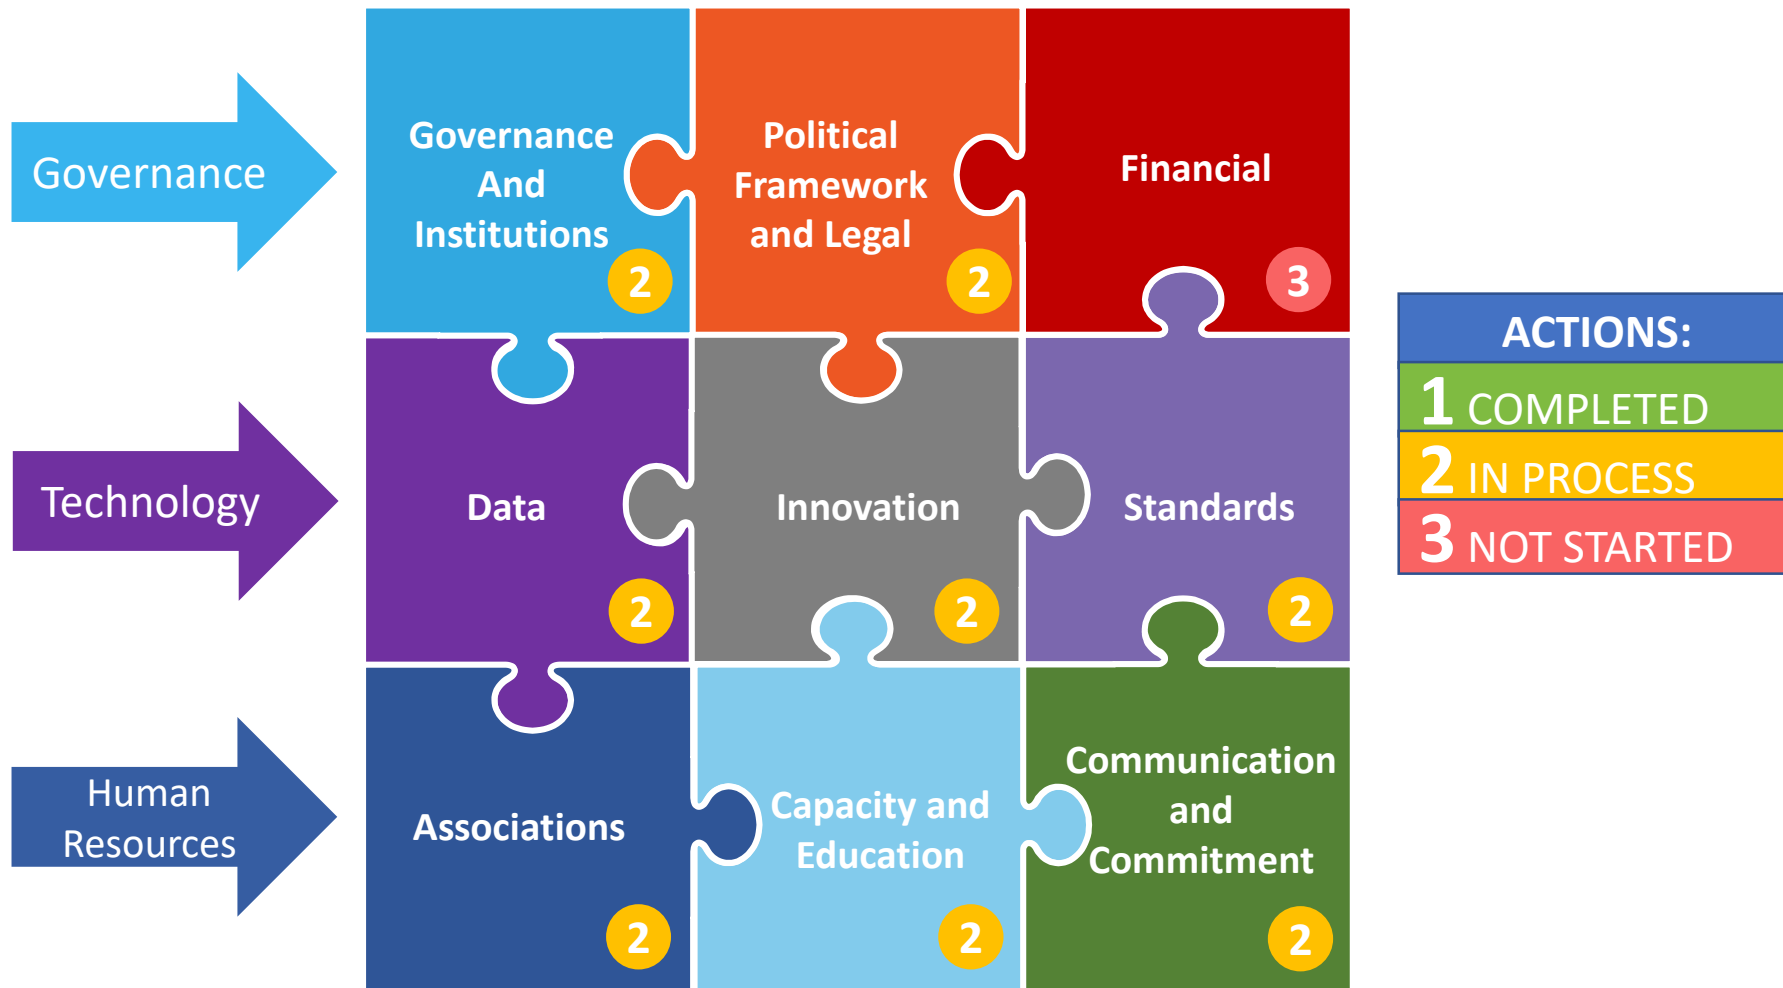 Governance
Governance
And
Institutions
2
Political
Framework
and Legal
2
Financial
3
Technology
Data
2
Innovation
2
Standards
2
Human
Resources
Associations
2
Capacity and
Education
2
Communication
and
Commitment
2
ACTIONS:
1 COMPLETED
2 IN PROCESS
3 NOT STARTED